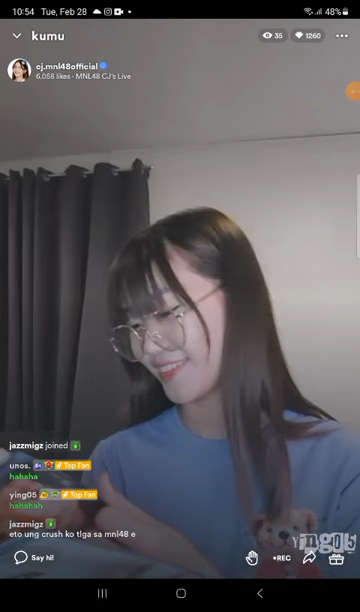 10:54 Tue, Feb 28 48%
kumu 35 1260
cj.mnl48official
6,058 likes · MNL48 CJ's Live
jazzmigz joined
unos. Top Fan
hahaha
ying05 Top Fan
hahahah
jazzmigz
eto ung crush ko tlga sa mnl48 e
Say hi! •REC
yingo15